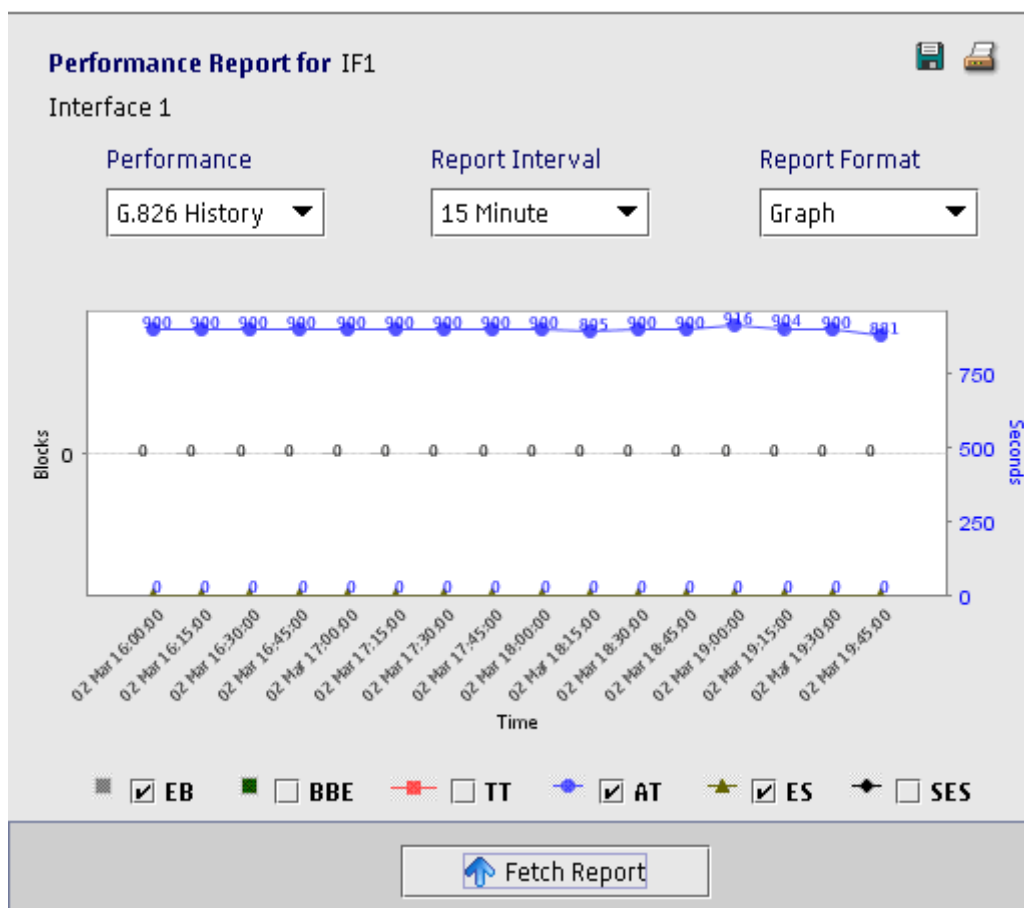 Performance Report for IF1
Interface 1
Performance Report Interval Report Format
G.826 History 15 Minute Graph
900 900 900 900 900 900 900 900 900 895 900 900 916 904 900 881
750
Blocks 0 0 0 0 0 0 0 0 0 0 0 0 0 0 0 0 0 500 Seconds
250
0 0 0 0 0 0 0 0 0 0 0 0 0 0 0 0 0
02 Mar 16:00:00 02 Mar 16:15:00 02 Mar 16:30:00 02 Mar 16:45:00 02 Mar 17:00:00 02 Mar 17:15:00 02 Mar 17:30:00 02 Mar 17:45:00 02 Mar 18:00:00 02 Mar 18:15:00 02 Mar 18:30:00 02 Mar 18:45:00 02 Mar 19:00:00 02 Mar 19:15:00 02 Mar 19:30:00 02 Mar 19:45:00
Time
EB BBE TT AT ES SES
Fetch Report